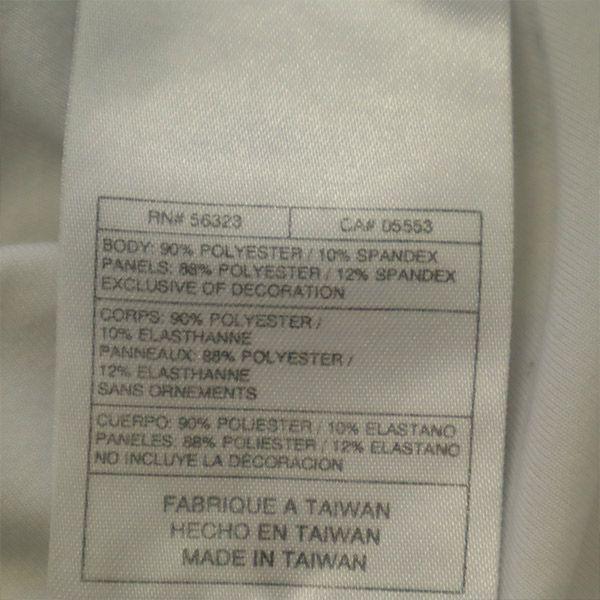 RN# 56323 CA# 05553
BODY: 90% POLYESTER / 10% SPANDEX
PANELS: 88% POLYESTER / 12% SPANDEX
EXCLUSIVE OF DECORATION
CORPS: 90% POLYESTER /
10% ELASTHANNE
PANNEAUX: 88% POLYESTER /
12% ELASTHANNE
SANS ORNEMENTS
CUERPO: 90% POLIESTER / 10% ELASTANO
PANELES: 88% POLIESTER / 12% ELASTANO
NO INCLUYE LA DECORACION
FABRIQUE A TAIWAN
HECHO EN TAIWAN
MADE IN TAIWAN